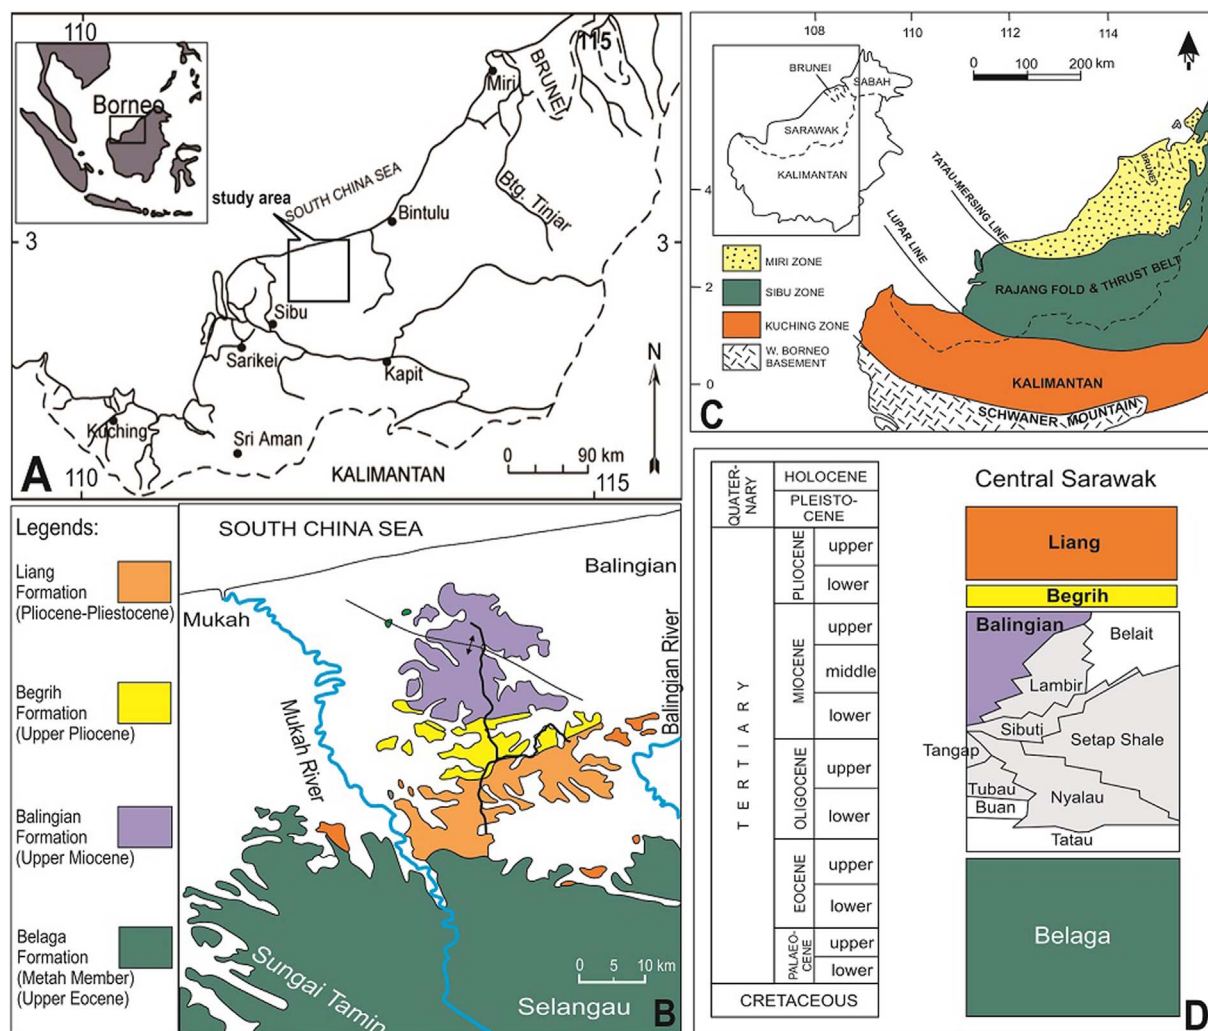 110
115
Borneo
study area
SOUTH CHINA SEA
Miri
BRUNEI
Btg. Tinjar
Bintulu
3
3
Sibu
Sarikei
Kapit
Kuching
Sri Aman
KALIMANTAN
N
0 90 km
A
110
115
108
110
112
114
N
0 100 200 km
BRUNEI
SABAH
SARAWAK
KALIMANTAN
TATAU-MERSING LINE
LUPAR LINE
4
2
0
MIRI ZONE
SIBU ZONE
KUCHING ZONE
W. BORNEO
BASEMENT
BRUNEI
RAJANG FOLD & THRUST BELT
KALIMANTAN
SCHWANER MOUNTAIN
C
Legends:
Liang
Formation
(Pliocene-Pliestocene)
Begrih
Formation
(Upper Pliocene)
Balingian
Formation
(Upper Miocene)
Belaga
Formation
(Metah Member)
(Upper Eocene)
SOUTH CHINA SEA
Balingian
Mukah
Mukah River
Balingian River
Sungai Tamin
Selangau
0 5 10 km
B
QUATER-
NARY
HOLOCENE
PLEISTO-
CENE
TERTIARY
PLIOCENE
upper
lower
MIOCENE
upper
middle
lower
OLIGOCENE
upper
lower
EOCENE
upper
lower
PALAEO-
CENE
upper
lower
CRETACEOUS
Central Sarawak
Liang
Begrih
Balingian
Belait
Lambir
Sibuti
Setap Shale
Tangap
Tubau
Buan
Nyalau
Tatau
Belaga
D